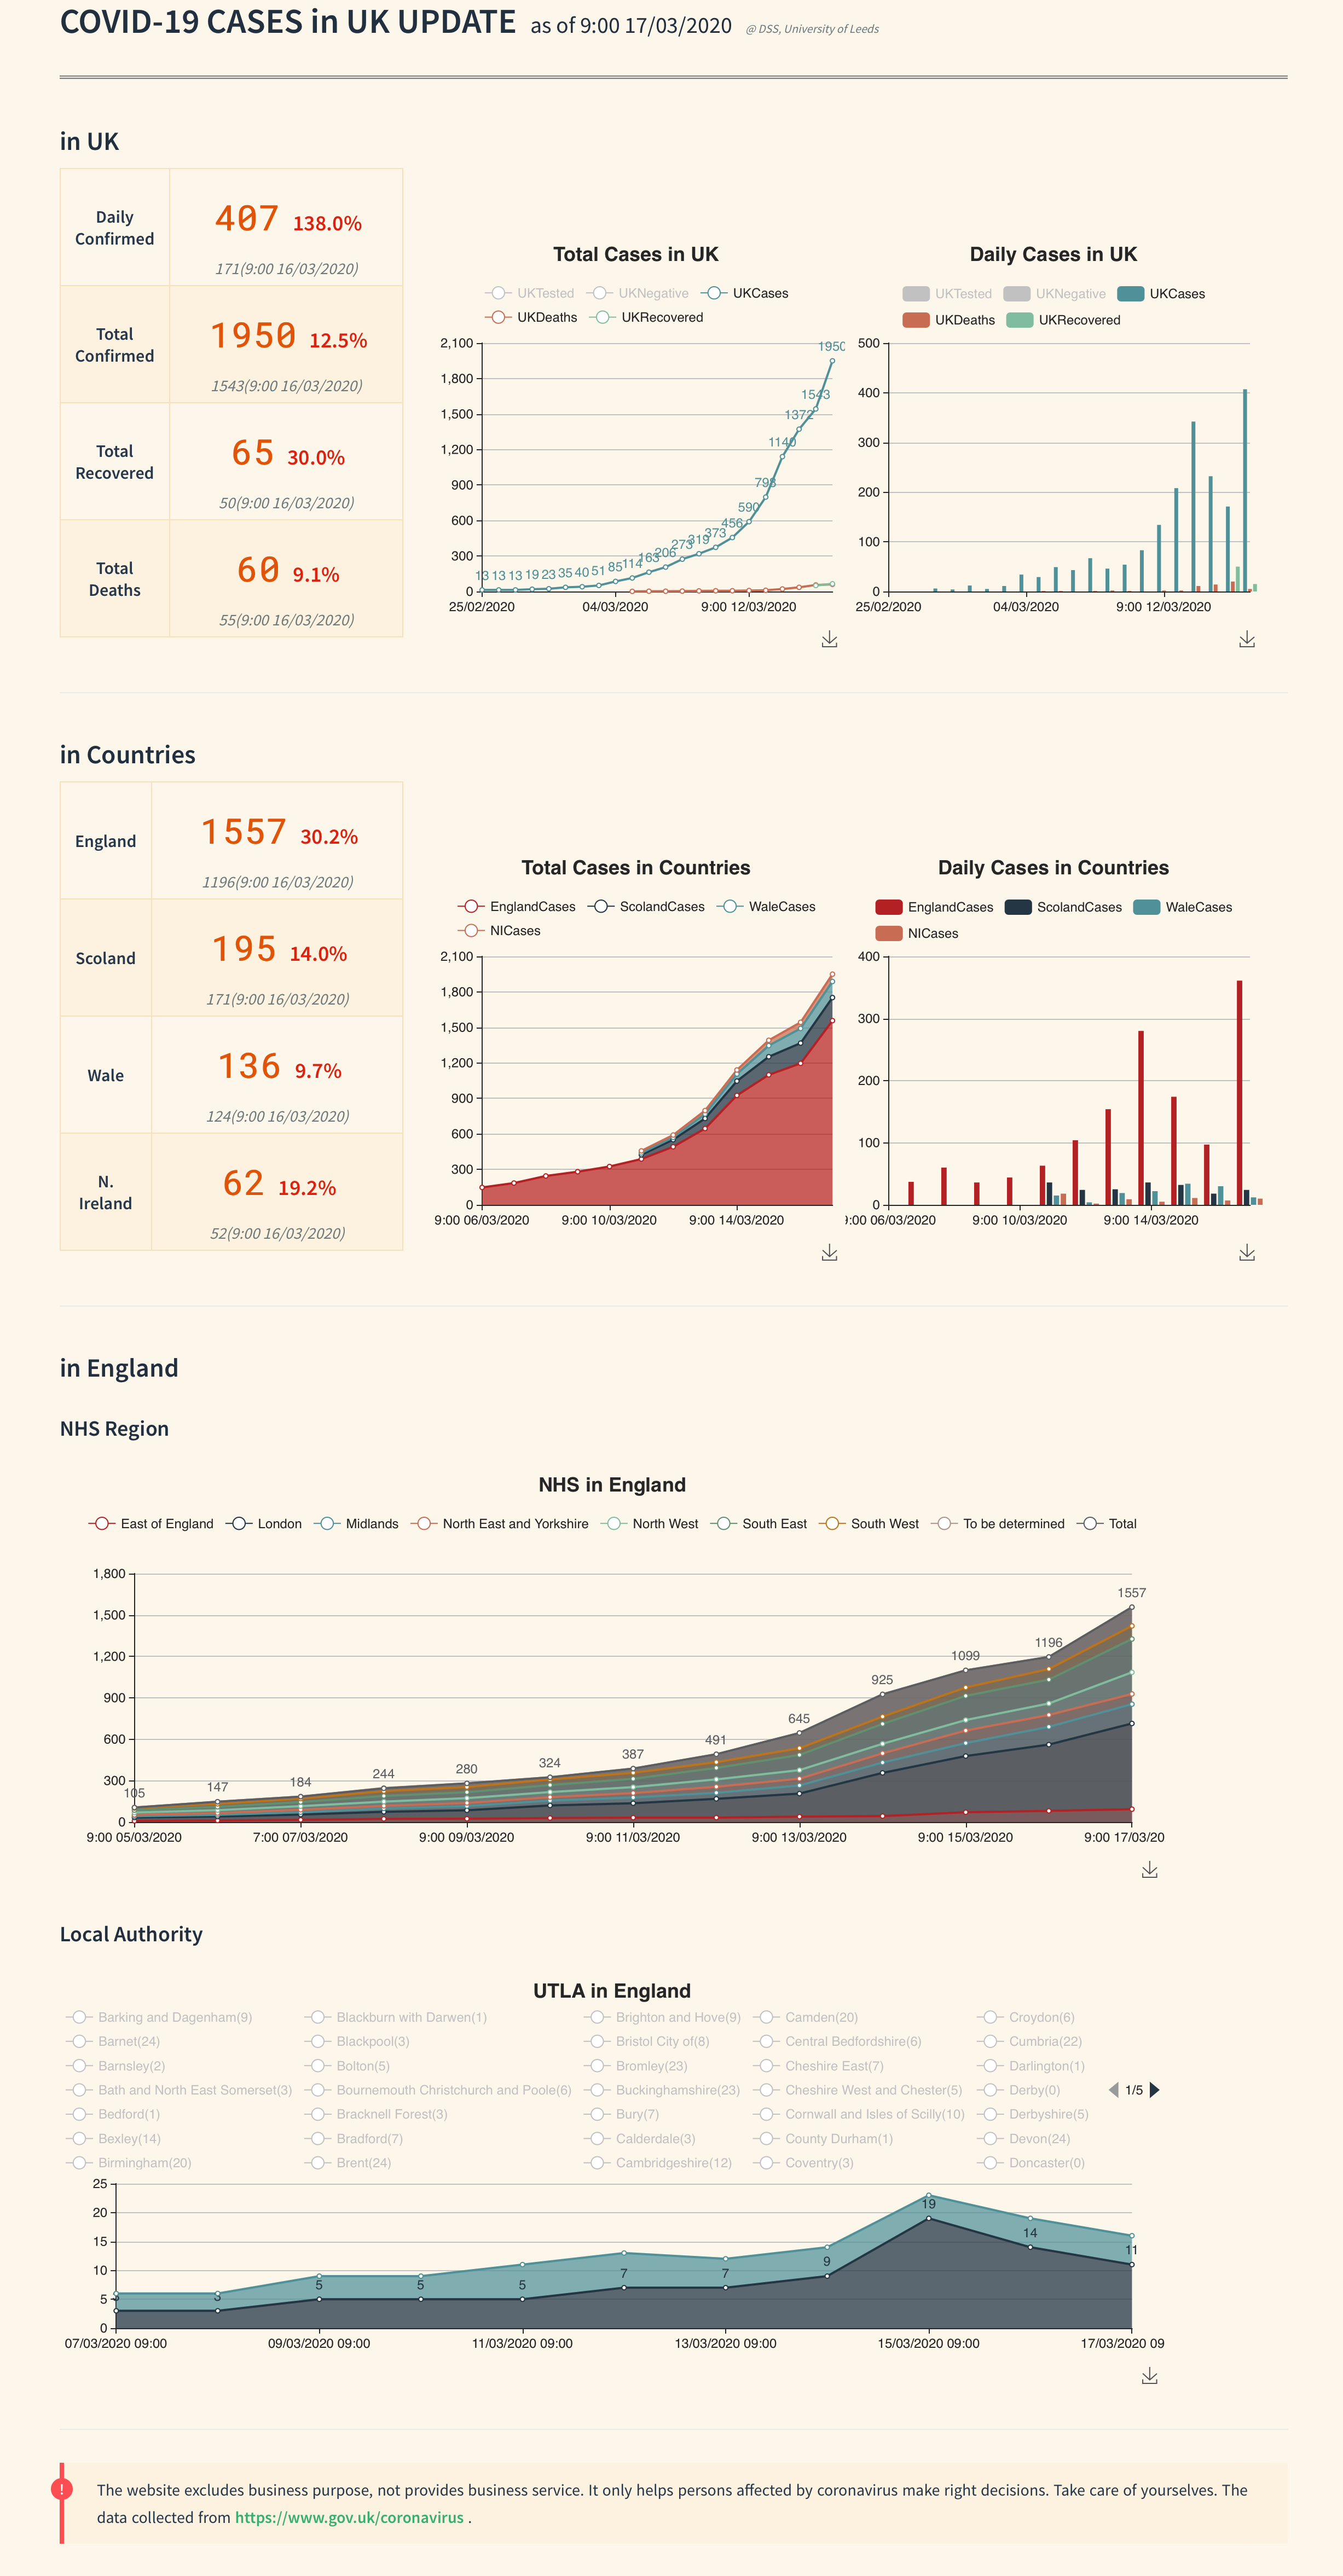 COVID-19 CASES in UK UPDATE as of 9:00 17/03/2020 @ DSS, University of Leeds
in UK
Daily
Confirmed
407 138.0%
171(9:00 16/03/2020)
Total
Confirmed
1950 12.5%
1543(9:00 16/03/2020)
Total
Recovered
65 30.0%
50(9:00 16/03/2020)
Total
Deaths
60 9.1%
55(9:00 16/03/2020)
Total Cases in UK
UKTested UKNegative UKCases
UKDeaths UKRecovered
2,100
1,800
1,500
1,200
900
600
300
0
13 13 13 19 23 35 40 51 85 114 163 206 273 319 373 456 590 798 1140 1372 1543 1950
25/02/2020 04/03/2020 9:00 12/03/2020
Daily Cases in UK
UKTested UKNegative UKCases
UKDeaths UKRecovered
500
400
300
200
100
0
25/02/2020 04/03/2020 9:00 12/03/2020
in Countries
England
1557 30.2%
1196(9:00 16/03/2020)
Scoland
195 14.0%
171(9:00 16/03/2020)
Wale
136 9.7%
124(9:00 16/03/2020)
N.
Ireland
62 19.2%
52(9:00 16/03/2020)
Total Cases in Countries
EnglandCases ScolandCases WaleCases
NICases
2,100
1,800
1,500
1,200
900
600
300
0
9:00 06/03/2020 9:00 10/03/2020 9:00 14/03/2020
Daily Cases in Countries
EnglandCases ScolandCases WaleCases
NICases
400
300
200
100
0
9:00 06/03/2020 9:00 10/03/2020 9:00 14/03/2020
in England
NHS Region
NHS in England
East of England London Midlands North East and Yorkshire North West South East South West To be determined Total
1,800
1,500
1,200
900
600
300
0
105 147 184 244 280 324 387 491 645 925 1099 1196 1557
9:00 05/03/2020 7:00 07/03/2020 9:00 09/03/2020 9:00 11/03/2020 9:00 13/03/2020 9:00 15/03/2020 9:00 17/03/20
Local Authority
UTLA in England
Barking and Dagenham(9) Blackburn with Darwen(1) Brighton and Hove(9) Camden(20) Croydon(6)
Barnet(24) Blackpool(3) Bristol City of(8) Central Bedfordshire(6) Cumbria(22)
Barnsley(2) Bolton(5) Bromley(23) Cheshire East(7) Darlington(1)
Bath and North East Somerset(3) Bournemouth Christchurch and Poole(6) Buckinghamshire(23) Cheshire West and Chester(5) Derby(0) 1/5
Bedford(1) Bracknell Forest(3) Bury(7) Cornwall and Isles of Scilly(10) Derbyshire(5)
Bexley(14) Bradford(7) Calderdale(3) County Durham(1) Devon(24)
Birmingham(20) Brent(24) Cambridgeshire(12) Coventry(3) Doncaster(0)
25
20
15
10
5
0
3 3 5 5 5 7 7 9 19 14 11
07/03/2020 09:00 09/03/2020 09:00 11/03/2020 09:00 13/03/2020 09:00 15/03/2020 09:00 17/03/2020 09
! The website excludes business purpose, not provides business service. It only helps persons affected by coronavirus make right decisions. Take care of yourselves. The
data collected from https://www.gov.uk/coronavirus .